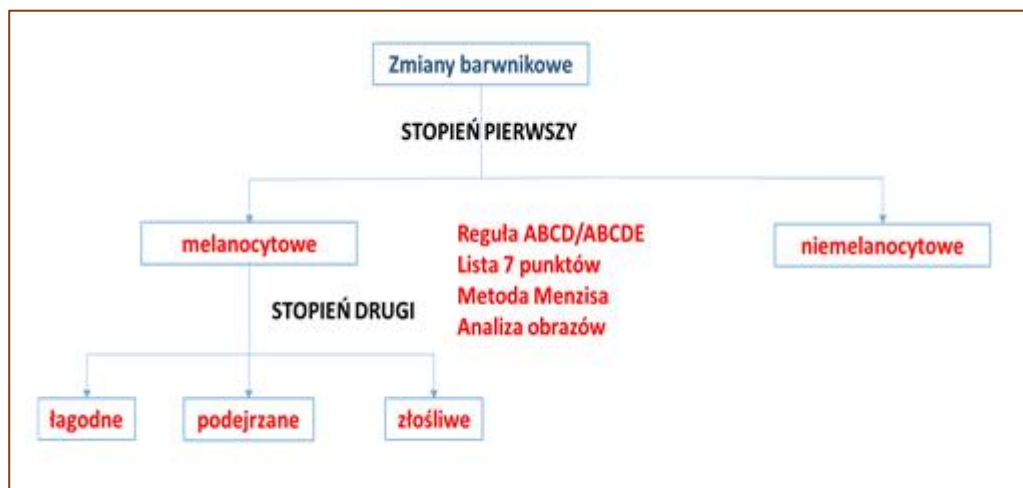 Zmiany barwnikowe
STOPIEŃ PIERWSZY
melanocytowe
niemelanocytowe
Reguła ABCD/ABCDE
Lista 7 punktów
Metoda Menzisa
Analiza obrazów
STOPIEŃ DRUGI
łagodne
podejrzane
złośliwe